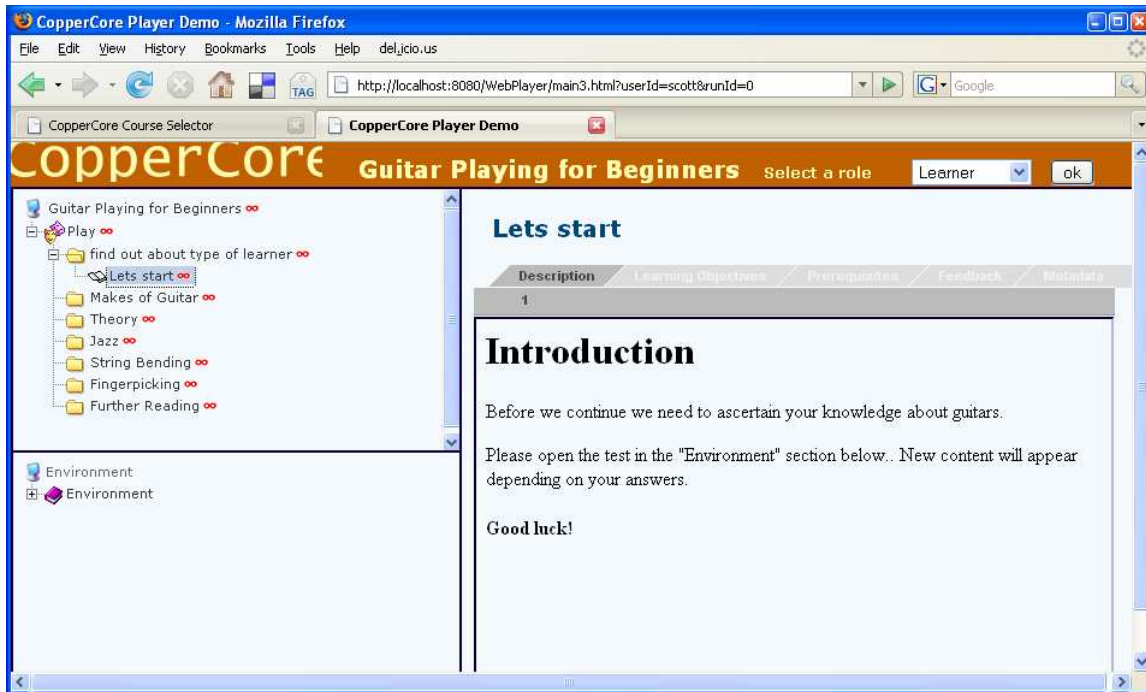 CopperCore Player Demo - Mozilla Firefox
File Edit View History Bookmarks Tools Help del.icio.us
TAG http://localhost:8080/WebPlayer/main3.html?userId=scott&runId=0 G Google
CopperCore Course Selector CopperCore Player Demo
CopperCore Guitar Playing for Beginners Select a role Learner ok
Guitar Playing for Beginners
Play
find out about type of learner
Lets start
Makes of Guitar
Theory
Jazz
String Bending
Fingerpicking
Further Reading
Environment
Environment
Lets start
Description Learning Objectives Prerequisites Feedback Metadata
1
Introduction
Before we continue we need to ascertain your knowledge about guitars.
Please open the test in the "Environment" section below.. New content will appear
depending on your answers.
Good luck!